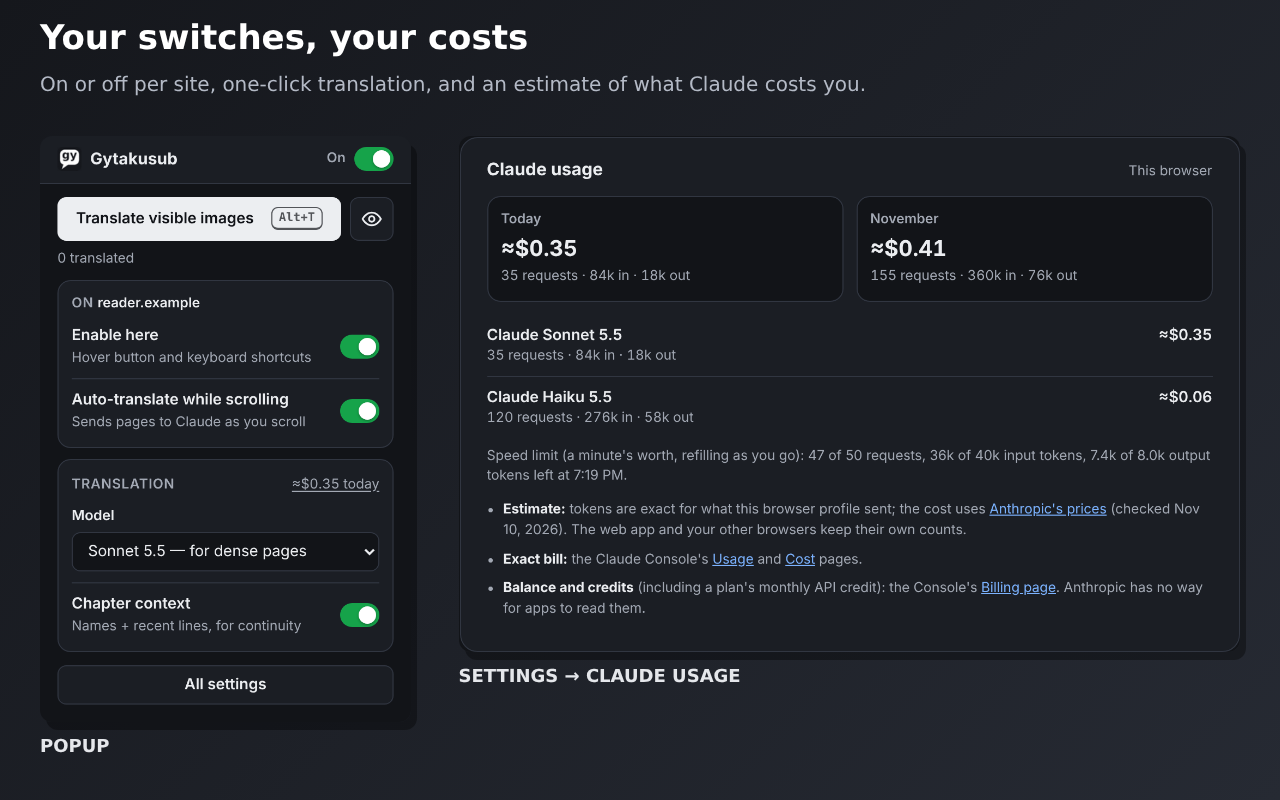 Your switches, your costs
On or off per site, one-click translation, and an estimate of what Claude costs you.
gy Gytakusub On
Translate visible images Alt+T
0 translated
ON reader.example
Enable here
Hover button and keyboard shortcuts
Auto-translate while scrolling
Sends pages to Claude as you scroll
TRANSLATION ≈$0.35 today
Model
Sonnet 5.5 — for dense pages
Chapter context
Names + recent lines, for continuity
All settings
POPUP
Claude usage This browser
Today
≈$0.35
35 requests · 84k in · 18k out
November
≈$0.41
155 requests · 360k in · 76k out
Claude Sonnet 5.5 ≈$0.35
35 requests · 84k in · 18k out
Claude Haiku 5.5 ≈$0.06
120 requests · 276k in · 58k out
Speed limit (a minute's worth, refilling as you go): 47 of 50 requests, 36k of 40k input tokens, 7.4k of 8.0k output
tokens left at 7:19 PM.
• Estimate: tokens are exact for what this browser profile sent; the cost uses Anthropic's prices (checked Nov
10, 2026). The web app and your other browsers keep their own counts.
• Exact bill: the Claude Console's Usage and Cost pages.
• Balance and credits (including a plan's monthly API credit): the Console's Billing page. Anthropic has no way
for apps to read them.
SETTINGS → CLAUDE USAGE